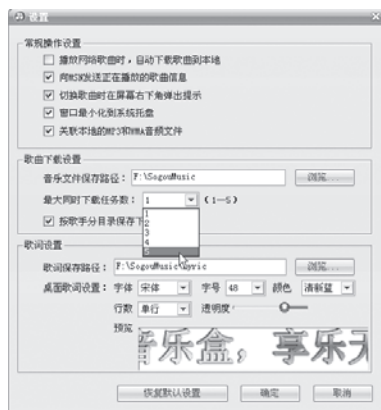 设置
常规操作设置
播放网络歌曲时，自动下载歌曲到本地
向MSN发送正在播放的歌曲信息
切换歌曲时在屏幕右下角弹出提示
窗口最小化到系统托盘
关联本地的MP3和WMA音频文件
歌曲下载设置
音乐文件保存路径： F:\SogouMusic 浏览...
最大同时下载任务数： 1 （1—5）
1
按歌手分目录保存下 2
3
4
5
歌词设置
歌词保存路径： F:\SogouMusic\Lyric 浏览...
桌面歌词设置： 字体 宋体 字号 48 颜色 清新蓝
行数 单行 透明度
预览 音乐盒，享乐无
恢复默认设置 确定 取消